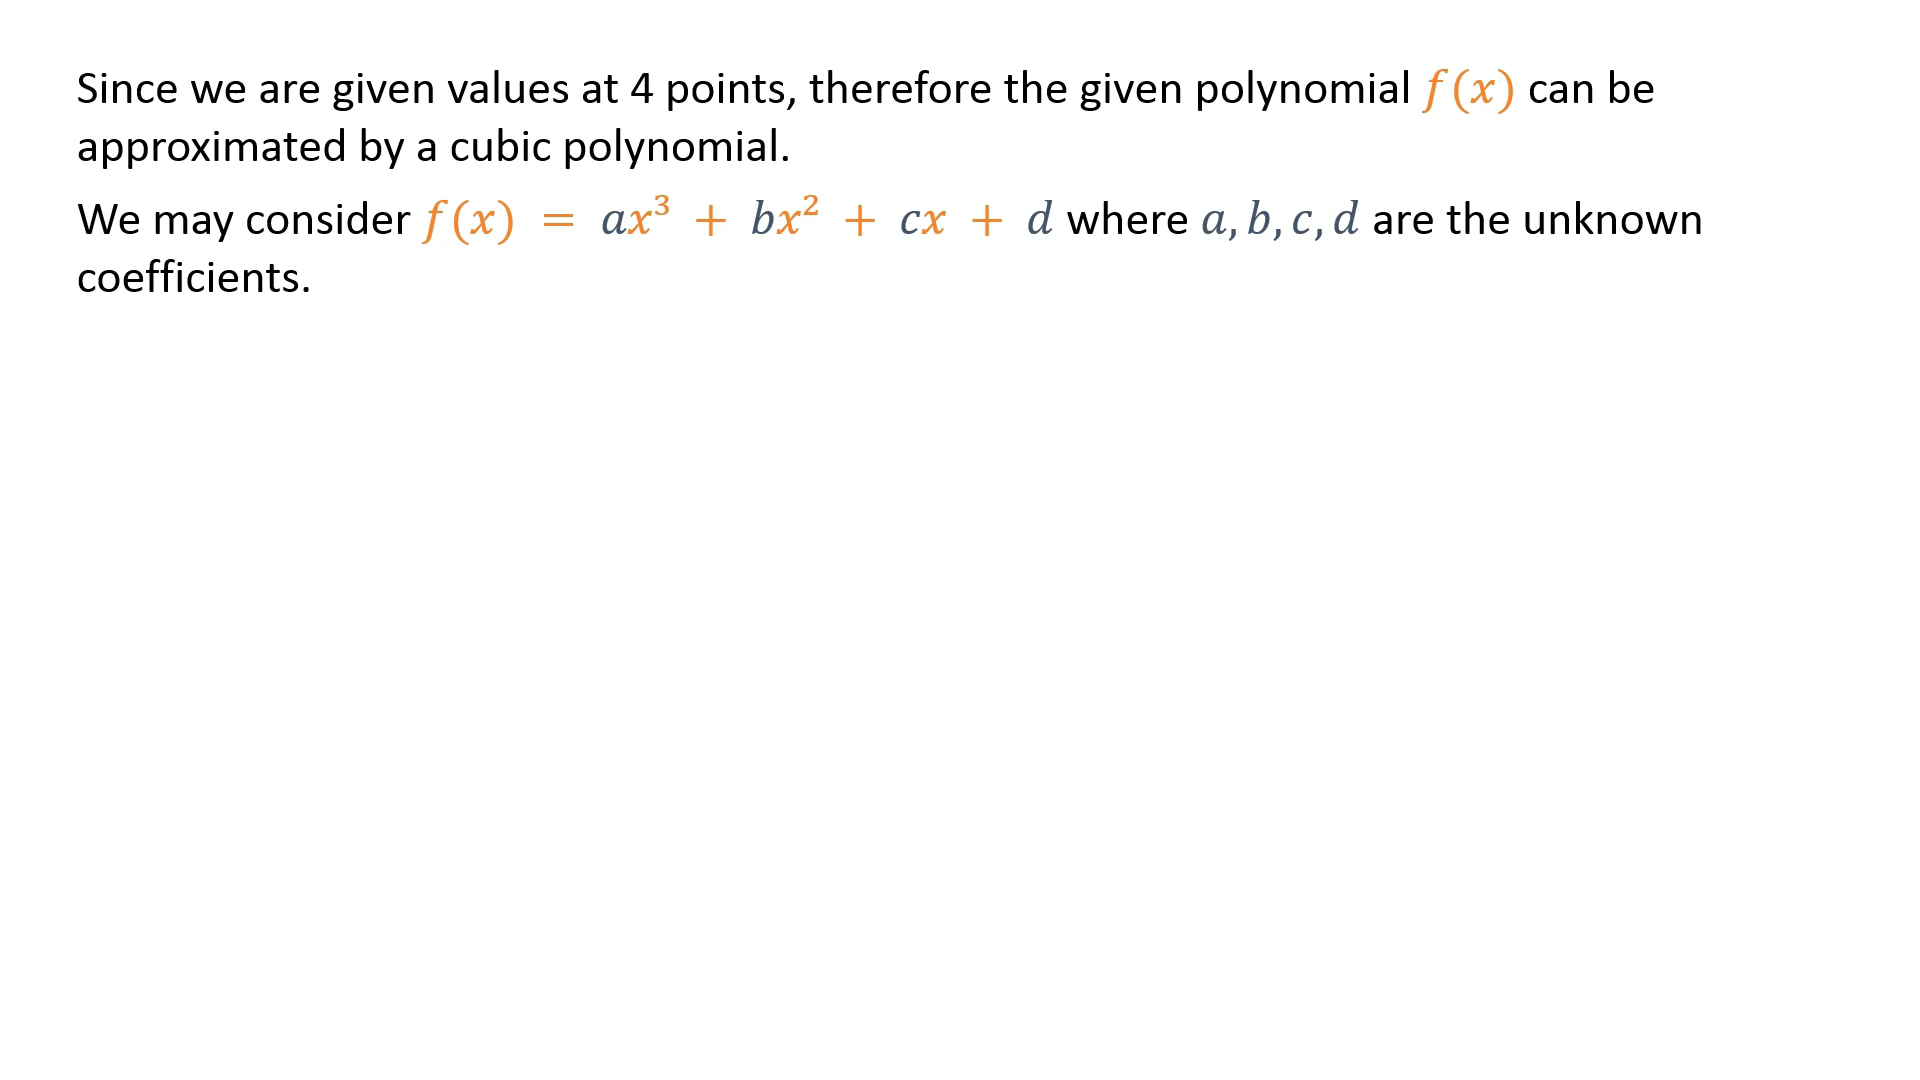 Since we are given values at 4 points, therefore the given polynomial f(x) can be
approximated by a cubic polynomial.
We may consider f(x) = ax³ + bx² + cx + d where a, b, c, d are the unknown
coefficients.